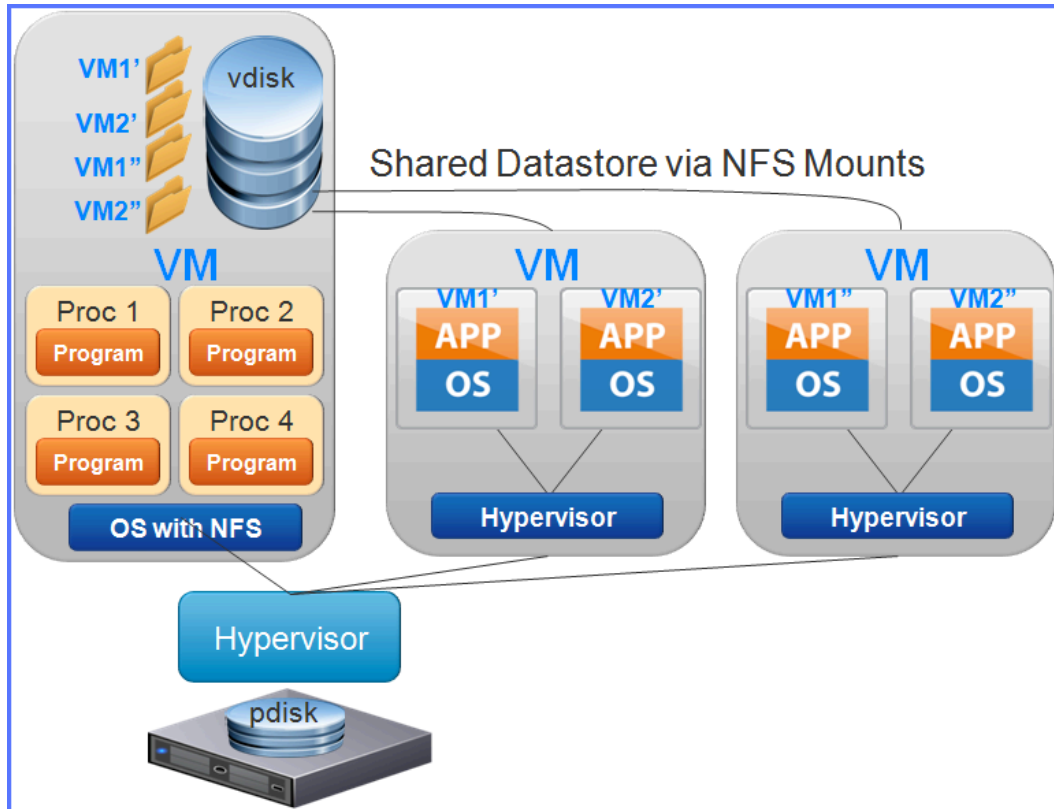 VM1’
VM2’
VM1”
VM2”
vdisk
Shared Datastore via NFS Mounts
VM
Proc 1
Program
Proc 2
Program
Proc 3
Program
Proc 4
Program
OS with NFS
VM
VM1’
APP
OS
VM2’
APP
OS
Hypervisor
VM
VM1”
APP
OS
VM2”
APP
OS
Hypervisor
Hypervisor
pdisk